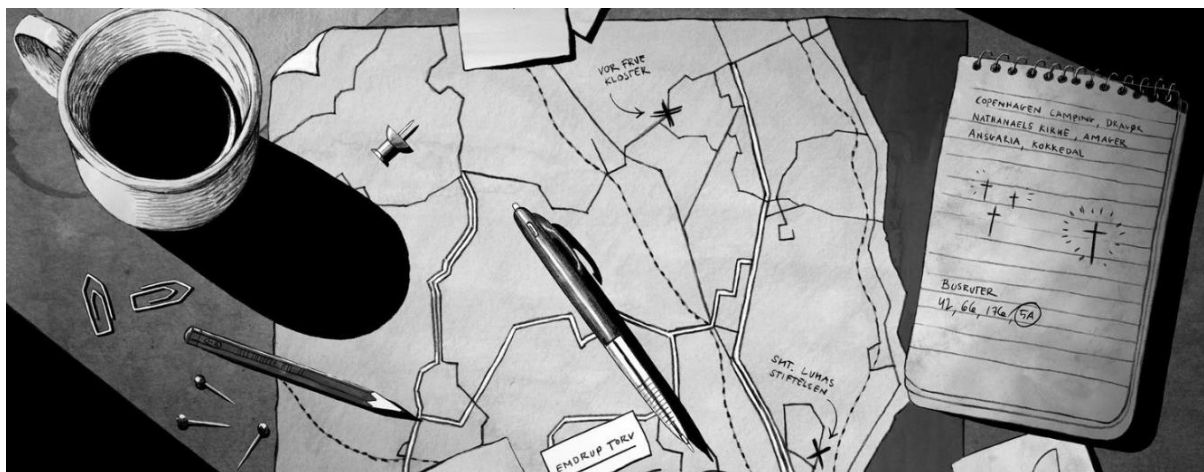 VOR FRUE
KLOSTER
COPENHAGEN CAMPING, DRAGØR
NATHANAELS KIRKE, AMAGER
ANSGARIA, KOKKEDAL
BUSRUTER
42, 66, 176, 5A
SKT. LUKAS
STIFTELSEN
EMDRUP TORV